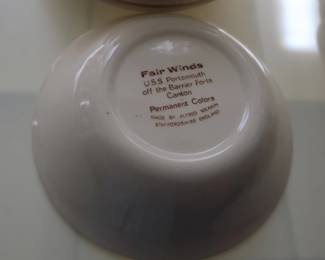 Fair Winds
U.S.S Portsmouth
off the Barrier Forts
Canton
Permanent Colors
MADE BY ALFRED MEAKIN
STAFFORDSHIRE ENGLAND